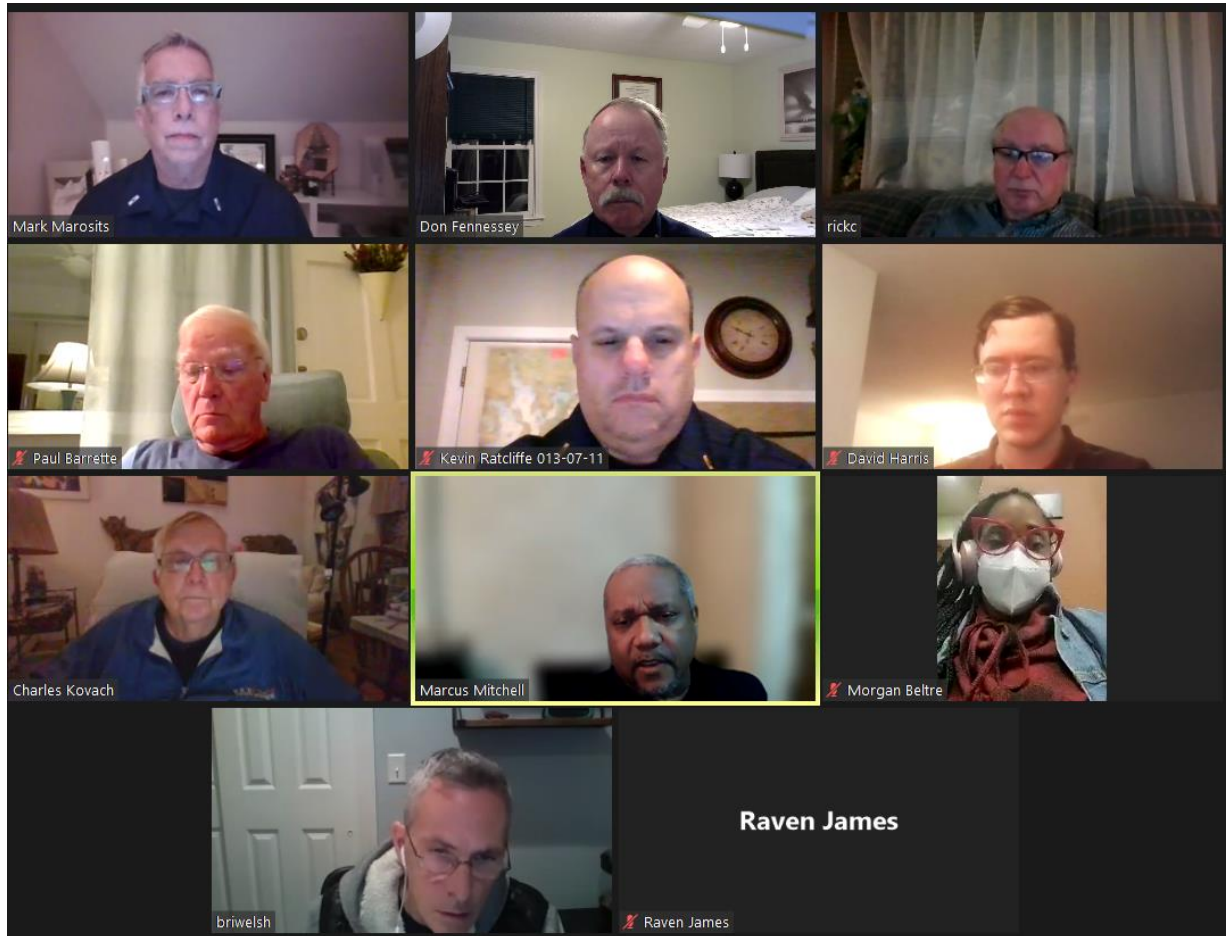 Mark Marosits
Don Fennessey
rickc
Paul Barrette
Kevin Ratcliffe 013-07-11
David Harris
Charles Kovach
Marcus Mitchell
Morgan Beltre
briwelsh
Raven James
Raven James